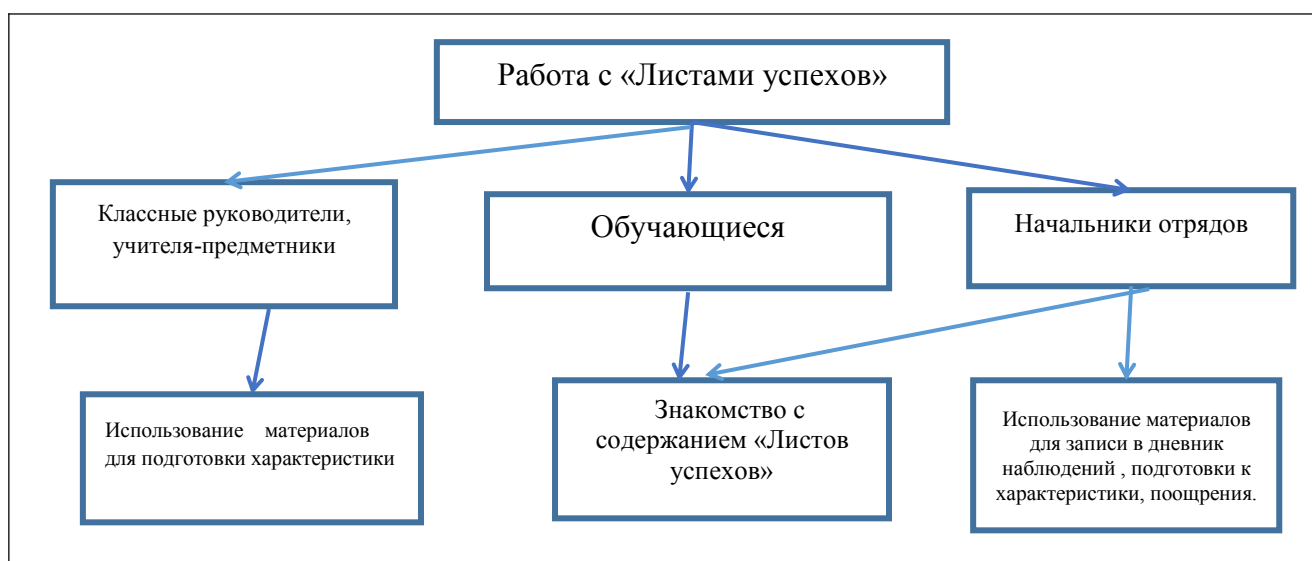 Работа с «Листами успехов»
Классные руководители,
учителя-предметники
Обучающиеся
Начальники отрядов
Использование материалов
для подготовки характеристики
Знакомство с
содержанием «Листов
успехов»
Использование материалов
для записи в дневник
наблюдений , подготовки к
характеристики, поощрения.